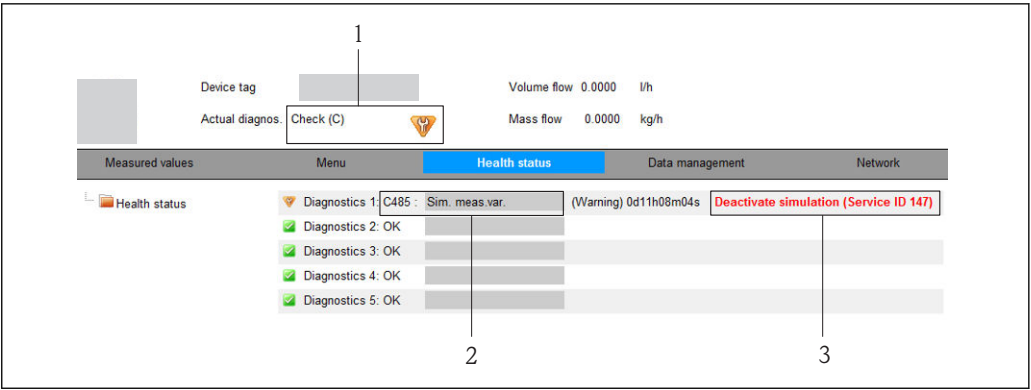 1
Device tag Volume flow 0.0000 l/h
Actual diagnos. Check (C) Mass flow 0.0000 kg/h
Measured values Menu Health status Data management Network
Health status Diagnostics 1: C485 : Sim. meas.var. (Warning) 0d11h08m04s Deactivate simulation (Service ID 147)
Diagnostics 2: OK
Diagnostics 3: OK
Diagnostics 4: OK
Diagnostics 5: OK
2 3